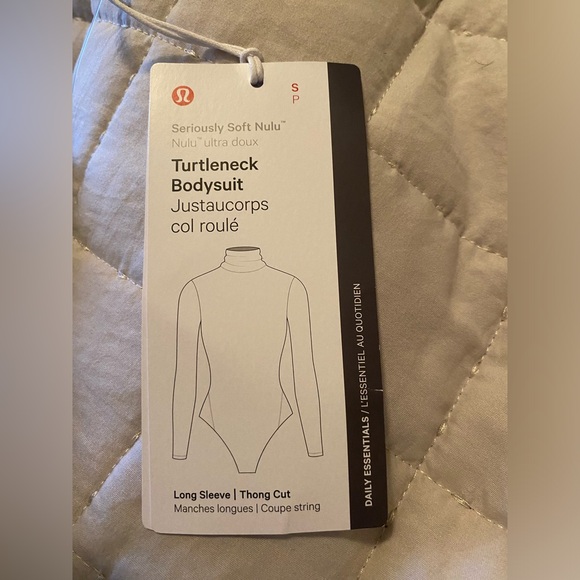 S
P
Seriously Soft Nulu™
Nulu™ ultra doux
Turtleneck
Bodysuit
Justaucorps
col roulé
DAILY ESSENTIALS / L'ESSENTIEL AU QUOTIDIEN
Long Sleeve | Thong Cut
Manches longues | Coupe string